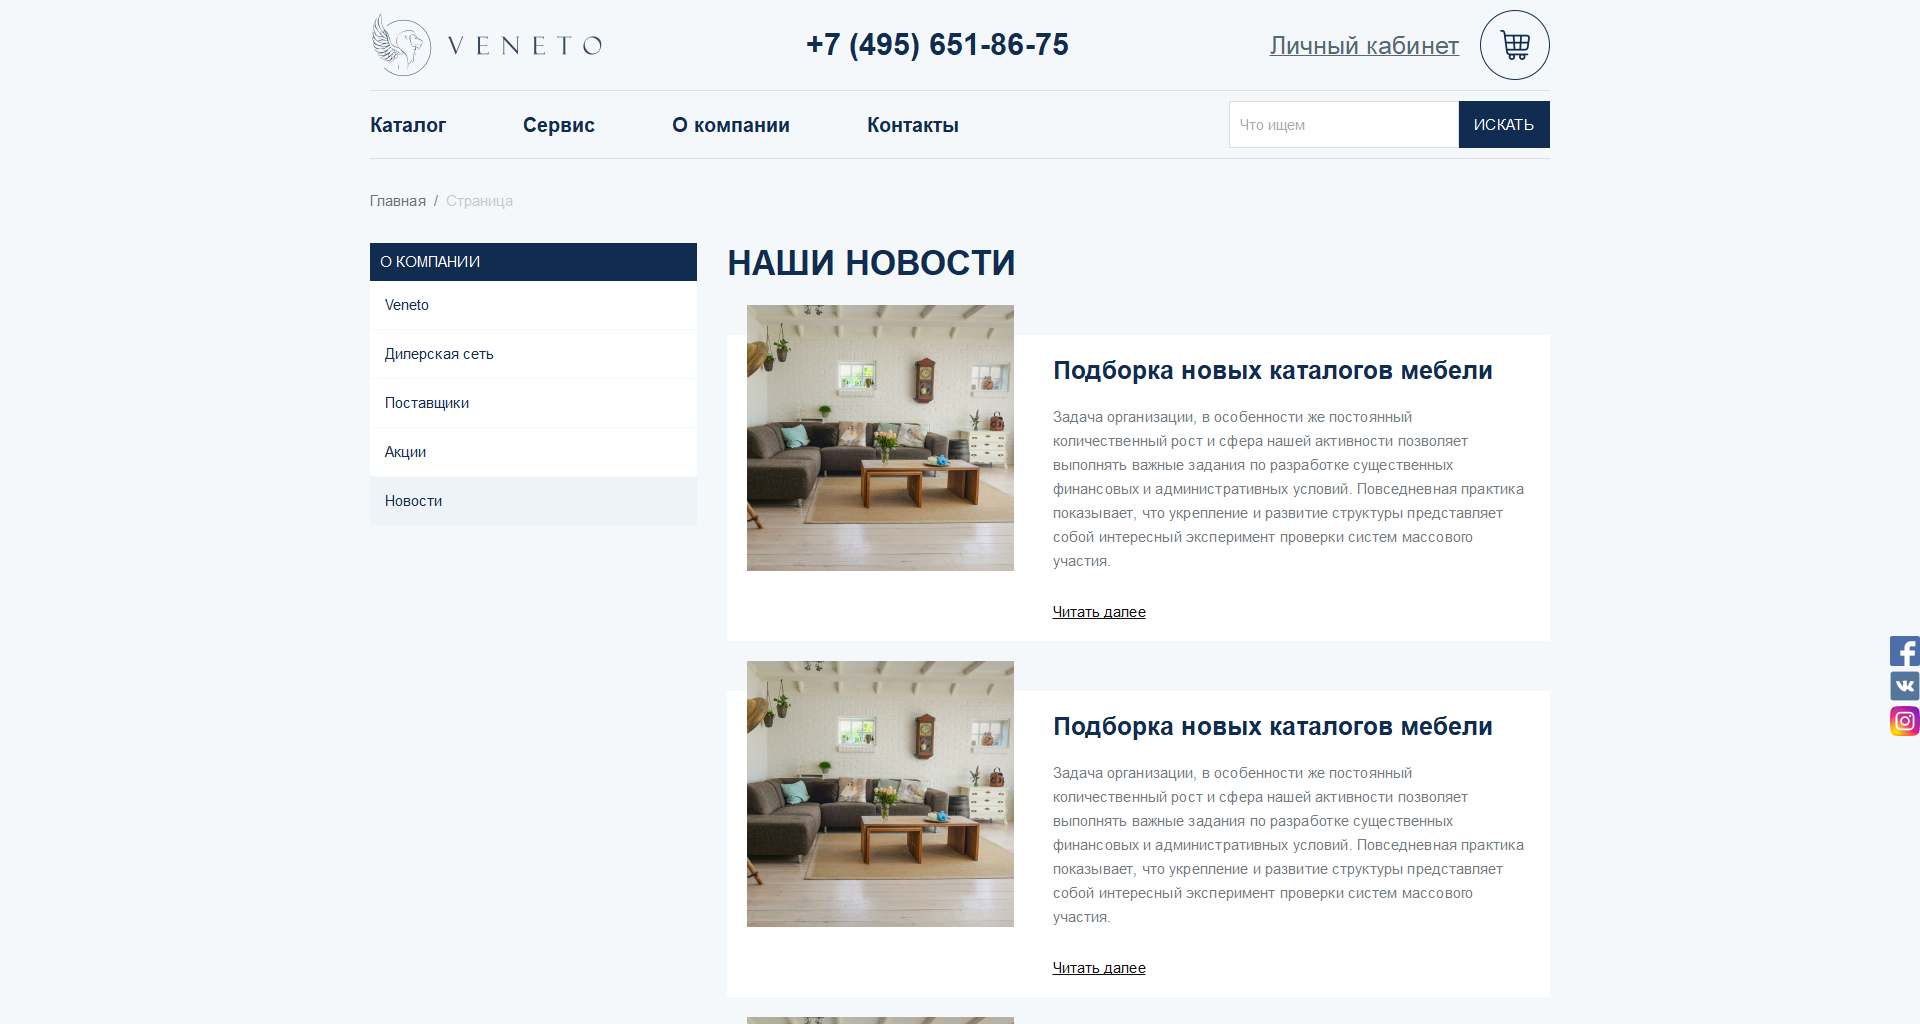 VENETO
+7 (495) 651-86-75
Личный кабинет
Каталог
Сервис
О компании
Контакты
Что ищем
ИСКАТЬ
Главная / Страница
О КОМПАНИИ
Veneto
Дилерская сеть
Поставщики
Акции
Новости
НАШИ НОВОСТИ
Подборка новых каталогов мебели
Задача организации, в особенности же постоянный
количественный рост и сфера нашей активности позволяет
выполнять важные задания по разработке существенных
финансовых и административных условий. Повседневная практика
показывает, что укрепление и развитие структуры представляет
собой интересный эксперимент проверки систем массового
участия.
Читать далее
Подборка новых каталогов мебели
Задача организации, в особенности же постоянный
количественный рост и сфера нашей активности позволяет
выполнять важные задания по разработке существенных
финансовых и административных условий. Повседневная практика
показывает, что укрепление и развитие структуры представляет
собой интересный эксперимент проверки систем массового
участия.
Читать далее